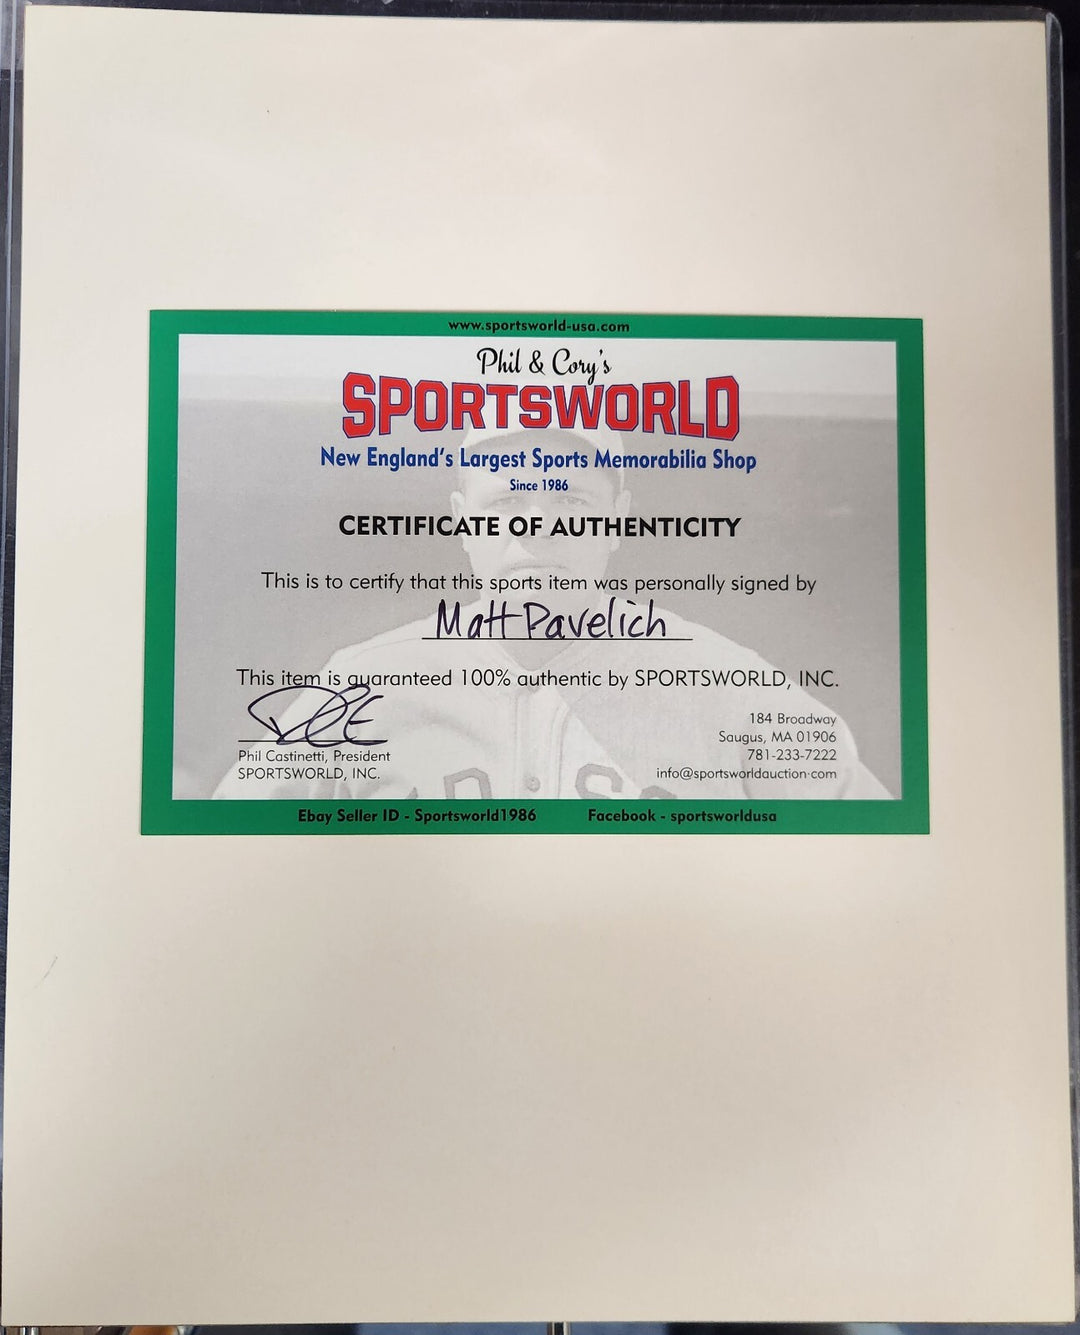 www.sportsworld-usa.com
Phil & Cory's
SPORTSWORLD
New England's Largest Sports Memorabilia Shop
Since 1986
CERTIFICATE OF AUTHENTICITY
This is to certify that this sports item was personally signed by
Matt Pavelich
This item is guaranteed 100% authentic by SPORTSWORLD, INC.
Phil Castinetti, President
SPORTSWORLD, INC.
184 Broadway
Saugus, MA 01906
781-233-7222
info@sportsworldauction.com
Ebay Seller ID - Sportsworld1986
Facebook - sportsworldusa